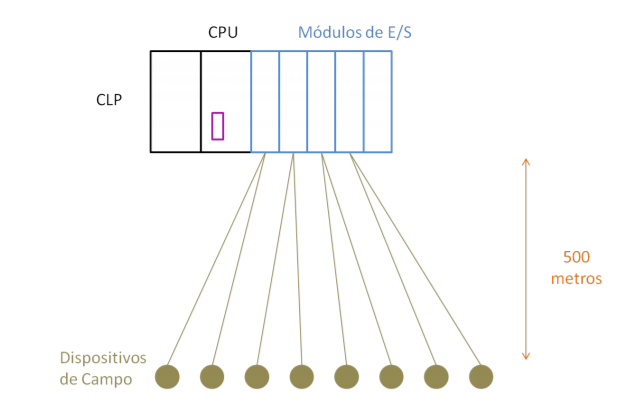 CPU
Módulos de E/S
CLP
500
metros
Dispositivos
de Campo